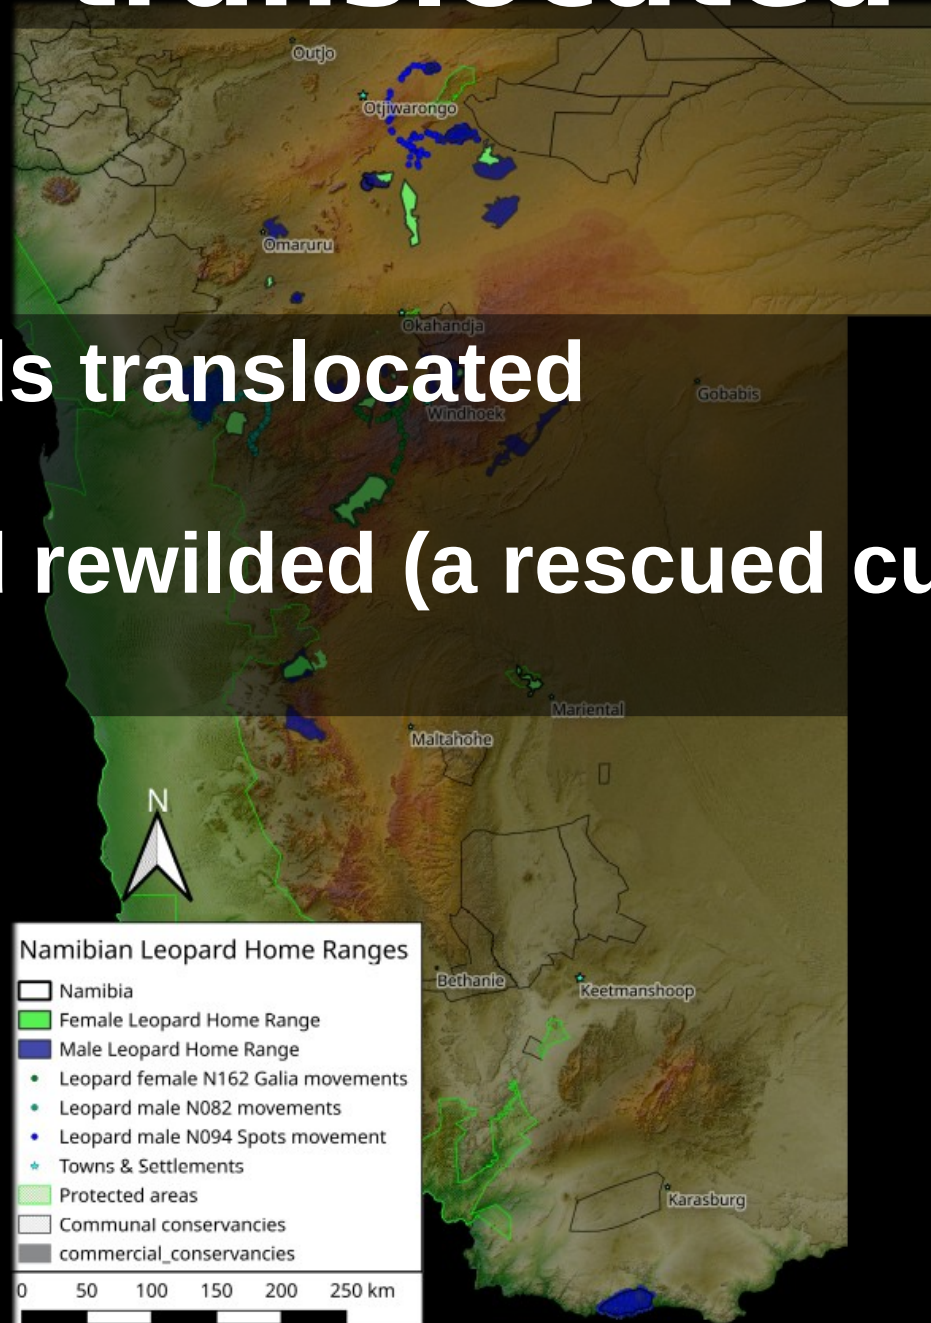 translocated
Outjo
Otjiwarongo
Omaruru
Okahandja
ls translocated
Gobabis
Windhoek
rewilded (a rescued cu
Mariental
Maltahohe
N
Namibian Leopard Home Ranges
Bethanie
Keetmanshoop
Namibia
Female Leopard Home Range
Male Leopard Home Range
Leopard female N162 Galia movements
Leopard male N082 movements
Leopard male N094 Spots movement
Towns & Settlements
Protected areas
Karasburg
Communal conservancies
commercial_conservancies
0 50 100 150 200 250 km